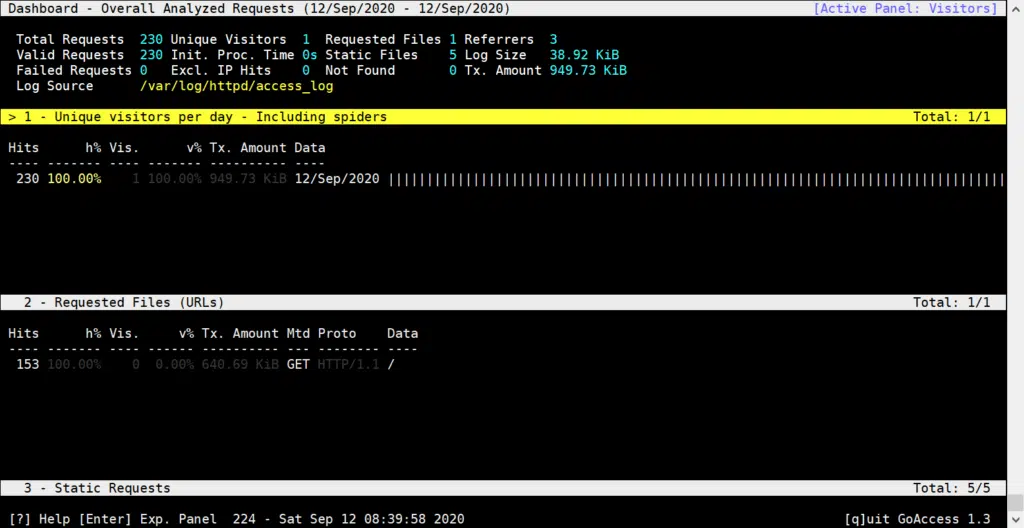 Dashboard - Overall Analyzed Requests (12/Sep/2020 - 12/Sep/2020) [Active Panel: Visitors]
Total Requests 230 Unique Visitors 1 Requested Files 1 Referrers 3
Valid Requests 230 Init. Proc. Time 0s Static Files 5 Log Size 38.92 KiB
Failed Requests 0 Excl. IP Hits 0 Not Found 0 Tx. Amount 949.73 KiB
Log Source /var/log/httpd/access_log
> 1 - Unique visitors per day - Including spiders Total: 1/1
Hits h% Vis. v% Tx. Amount Data
---- ------- ---- ------- ---------- ----
230 100.00% 1 100.00% 949.73 KiB 12/Sep/2020 ||||||||||||||||||||||||||||||||||||||||||||||||||||||||||||||||||||||||||||||||
2 - Requested Files (URLs) Total: 1/1
Hits h% Vis. v% Tx. Amount Mtd Proto Data
---- ------- ---- ------ ---------- --- -------- ----
153 100.00% 0 0.00% 640.69 KiB GET HTTP/1.1 /
3 - Static Requests Total: 5/5
[?] Help [Enter] Exp. Panel 224 - Sat Sep 12 08:39:58 2020 [q]uit GoAccess 1.3